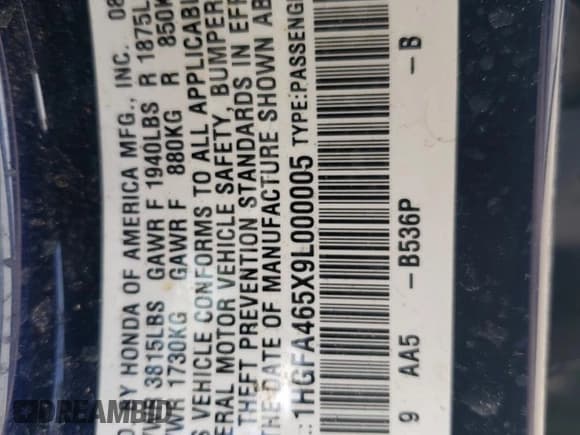 Y HONDA OF AMERICA MFG., INC. 08
3815LBS GAWR F 1940LBS R 1875L
WR 1730KG GAWR F 880KG R 850K
S VEHICLE CONFORMS TO ALL APPLICAB
ERAL MOTOR VEHICLE SAFETY, BUMPER
THEFT PREVENTION STANDARDS IN EFF
THE DATE OF MANUFACTURE SHOWN AB
:1HGFA465X9L000005 TYPE:PASSENG
9 AA5 -B536P -B
DREAMBID